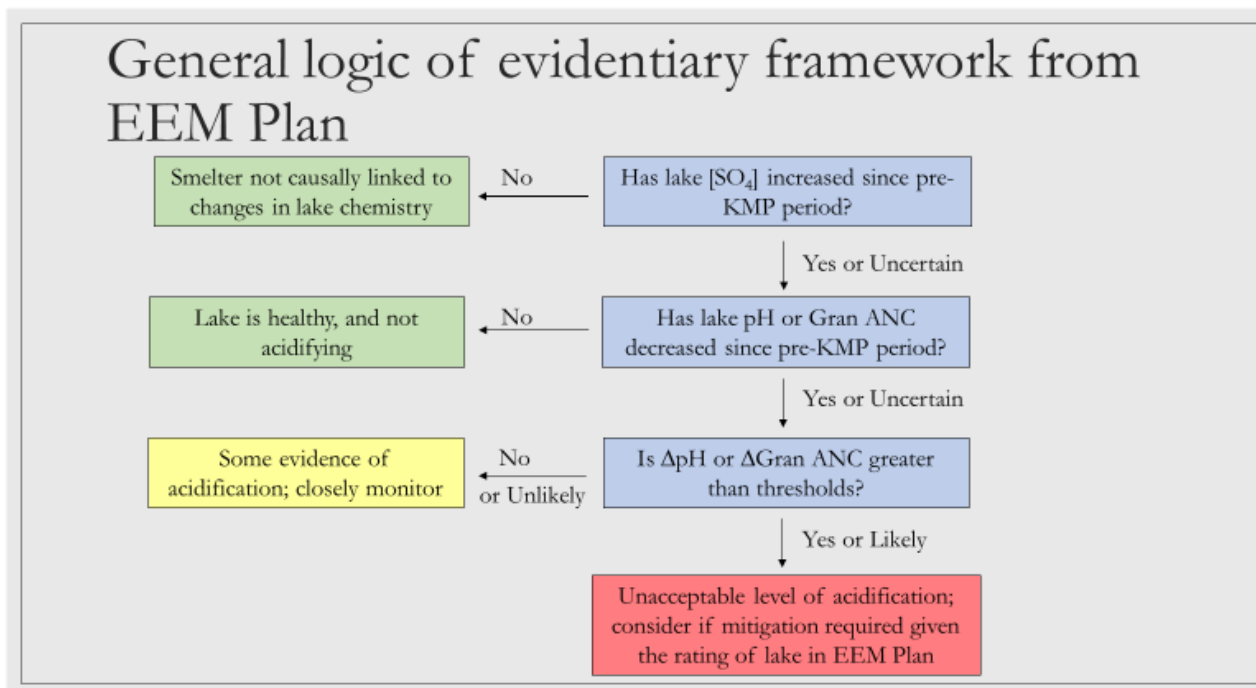 General logic of evidentiary framework from
EEM Plan
Smelter not causally linked to
changes in lake chemistry
No
Has lake [SO₄] increased since pre-
KMP period?
Yes or Uncertain
Lake is healthy, and not
acidifying
No
Has lake pH or Gran ANC
decreased since pre-KMP period?
Yes or Uncertain
Some evidence of
acidification; closely monitor
No
or Unlikely
Is ΔpH or ΔGran ANC greater
than thresholds?
Yes or Likely
Unacceptable level of acidification;
consider if mitigation required given
the rating of lake in EEM Plan